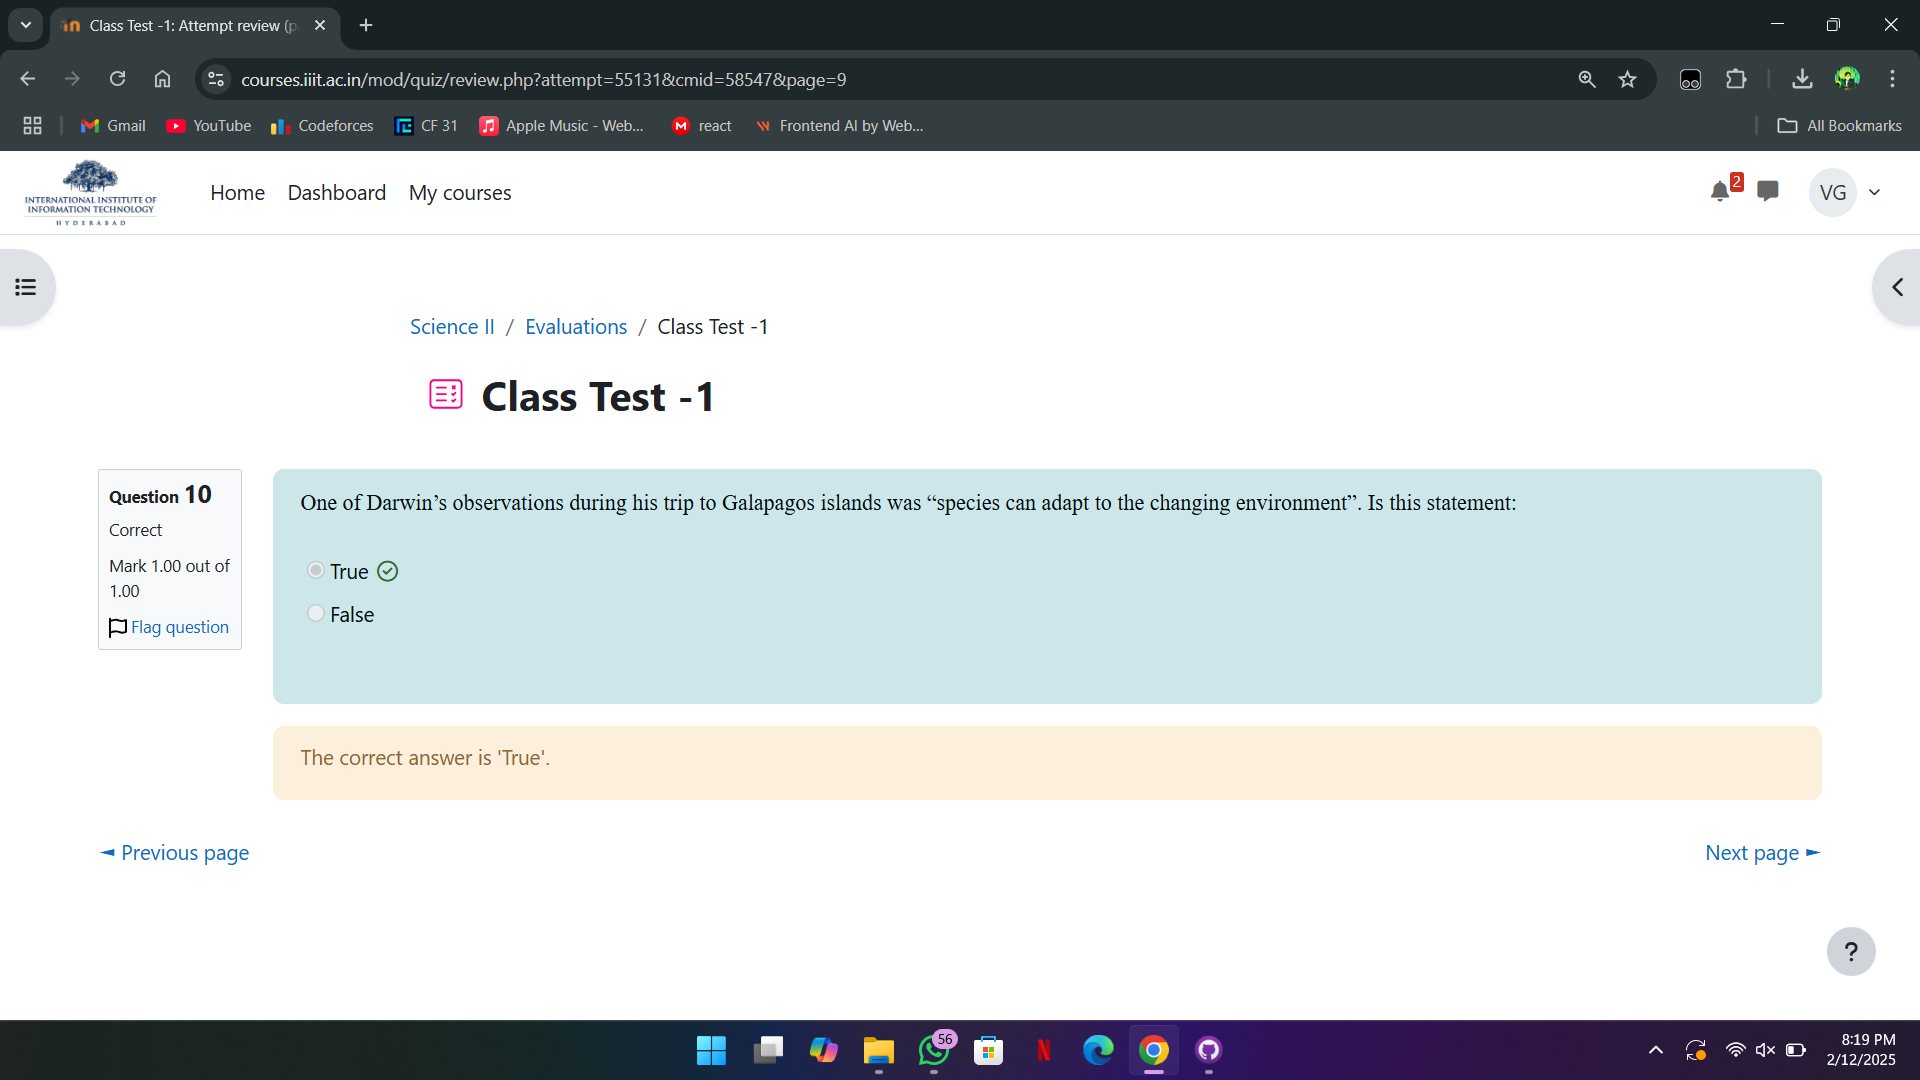 Class Test -1: Attempt review (p
courses.iiit.ac.in/mod/quiz/review.php?attempt=55131&cmid=58547&page=9
Gmail
YouTube
Codeforces
CF 31
Apple Music - Web...
react
Frontend AI by Web...
All Bookmarks
INTERNATIONAL INSTITUTE OF
INFORMATION TECHNOLOGY
HYDERABAD
Home
Dashboard
My courses
2
VG
Science II / Evaluations / Class Test -1
Class Test -1
Question 10
Correct
Mark 1.00 out of
1.00
Flag question
One of Darwin’s observations during his trip to Galapagos islands was “species can adapt to the changing environment”. Is this statement:
True
False
The correct answer is 'True'.
◄ Previous page
Next page ►
?
56
8:19 PM
2/12/2025